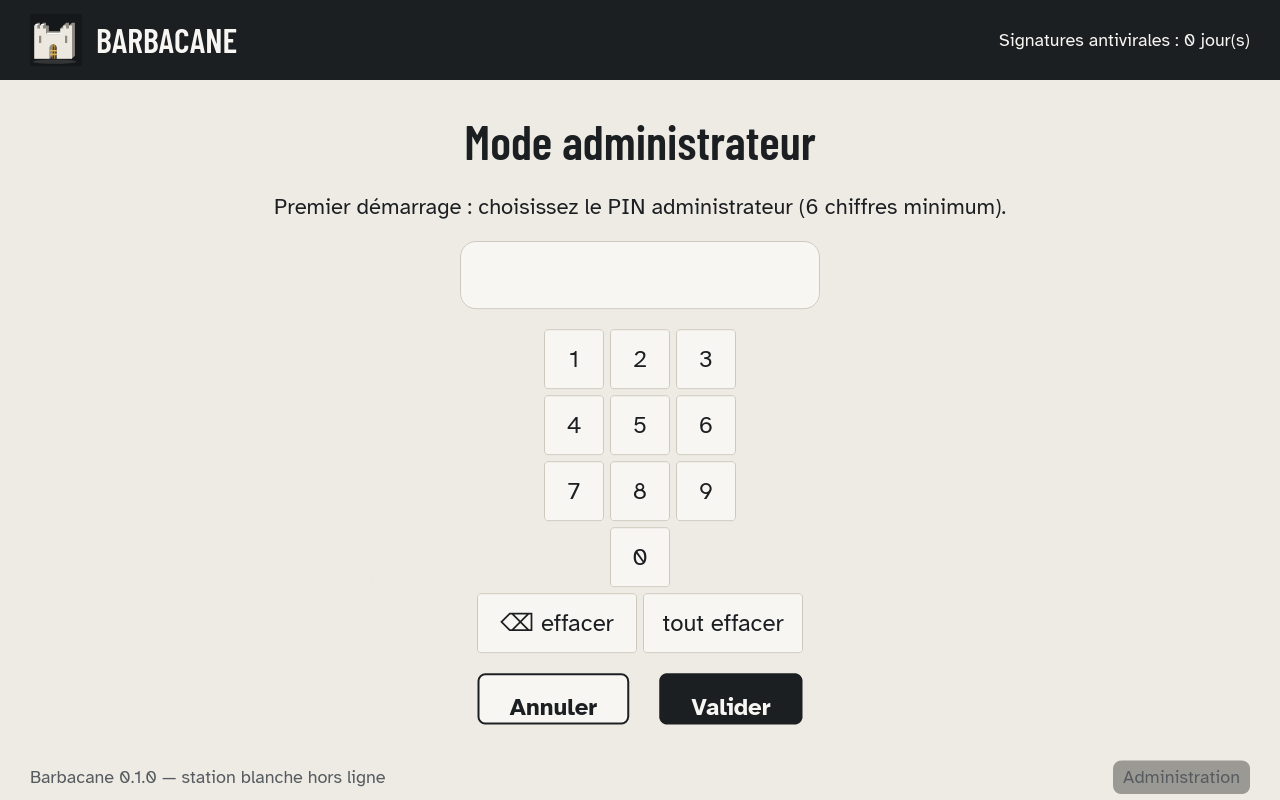 BARBACANE
Signatures antivirales : 0 jour(s)
Mode administrateur
Premier démarrage : choisissez le PIN administrateur (6 chiffres minimum).
1 2 3
4 5 6
7 8 9
0
⌫ effacer tout effacer
Annuler Valider
Barbacane 0.1.0 — station blanche hors ligne
Administration